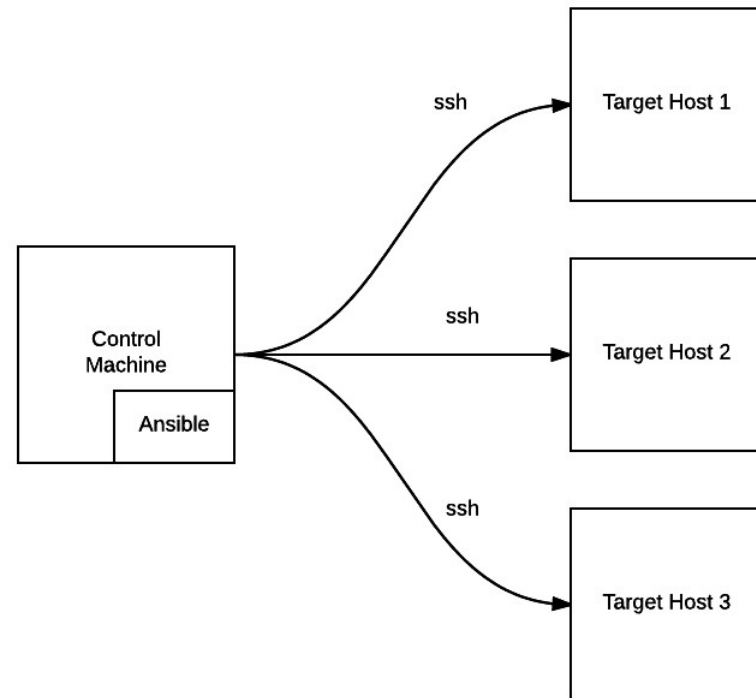 ssh
Target Host 1
Control
Machine
Ansible
ssh
Target Host 2
ssh
Target Host 3